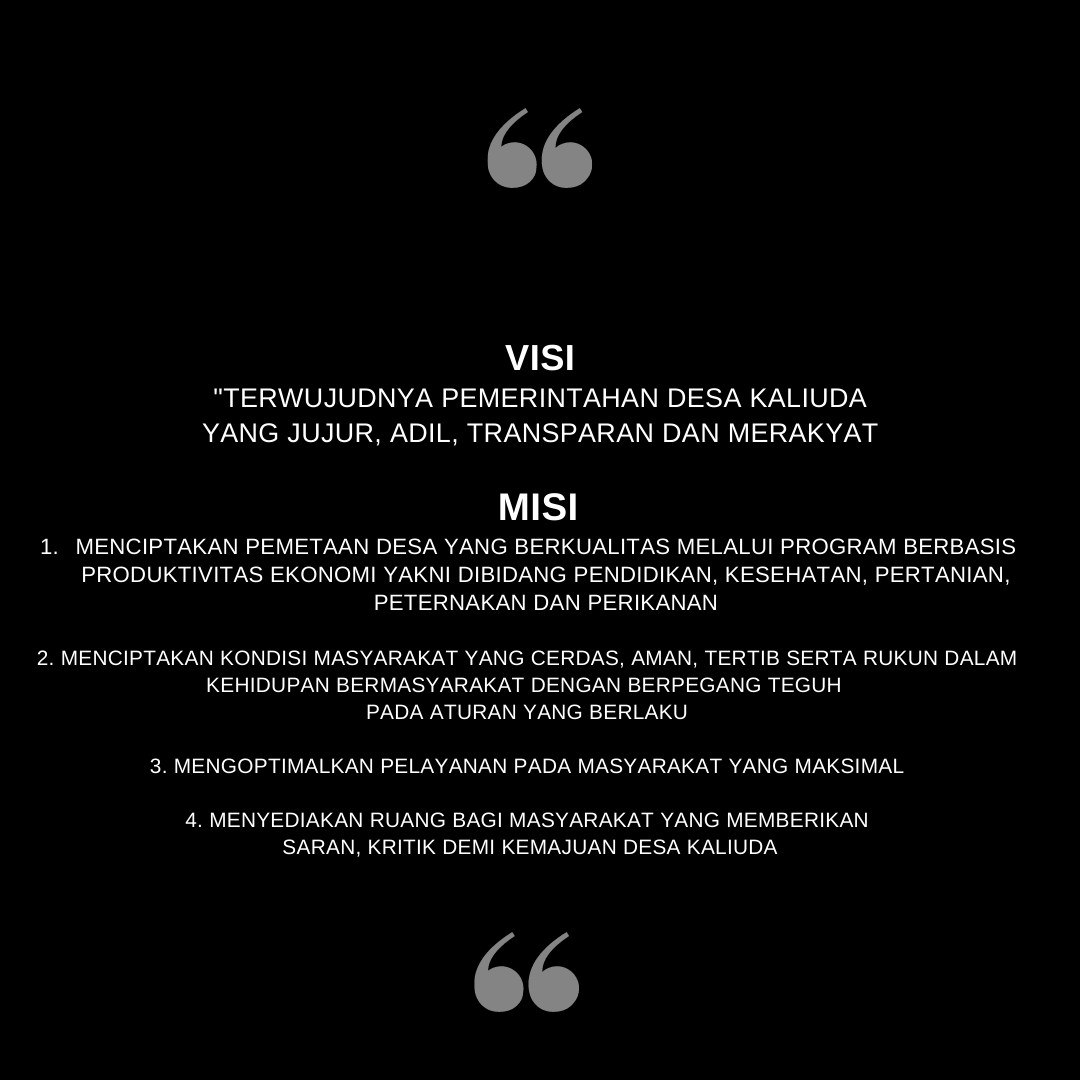 VISI
"TERWUJUDNYA PEMERINTAHAN DESA KALIUDA
YANG JUJUR, ADIL, TRANSPARAN DAN MERAKYAT
MISI
1. MENCIPTAKAN PEMETAAN DESA YANG BERKUALITAS MELALUI PROGRAM BERBASIS
PRODUKTIVITAS EKONOMI YAKNI DIBIDANG PENDIDIKAN, KESEHATAN, PERTANIAN,
PETERNAKAN DAN PERIKANAN
2. MENCIPTAKAN KONDISI MASYARAKAT YANG CERDAS, AMAN, TERTIB SERTA RUKUN DALAM
KEHIDUPAN BERMASYARAKAT DENGAN BERPEGANG TEGUH
PADA ATURAN YANG BERLAKU
3. MENGOPTIMALKAN PELAYANAN PADA MASYARAKAT YANG MAKSIMAL
4. MENYEDIAKAN RUANG BAGI MASYARAKAT YANG MEMBERIKAN
SARAN, KRITIK DEMI KEMAJUAN DESA KALIUDA